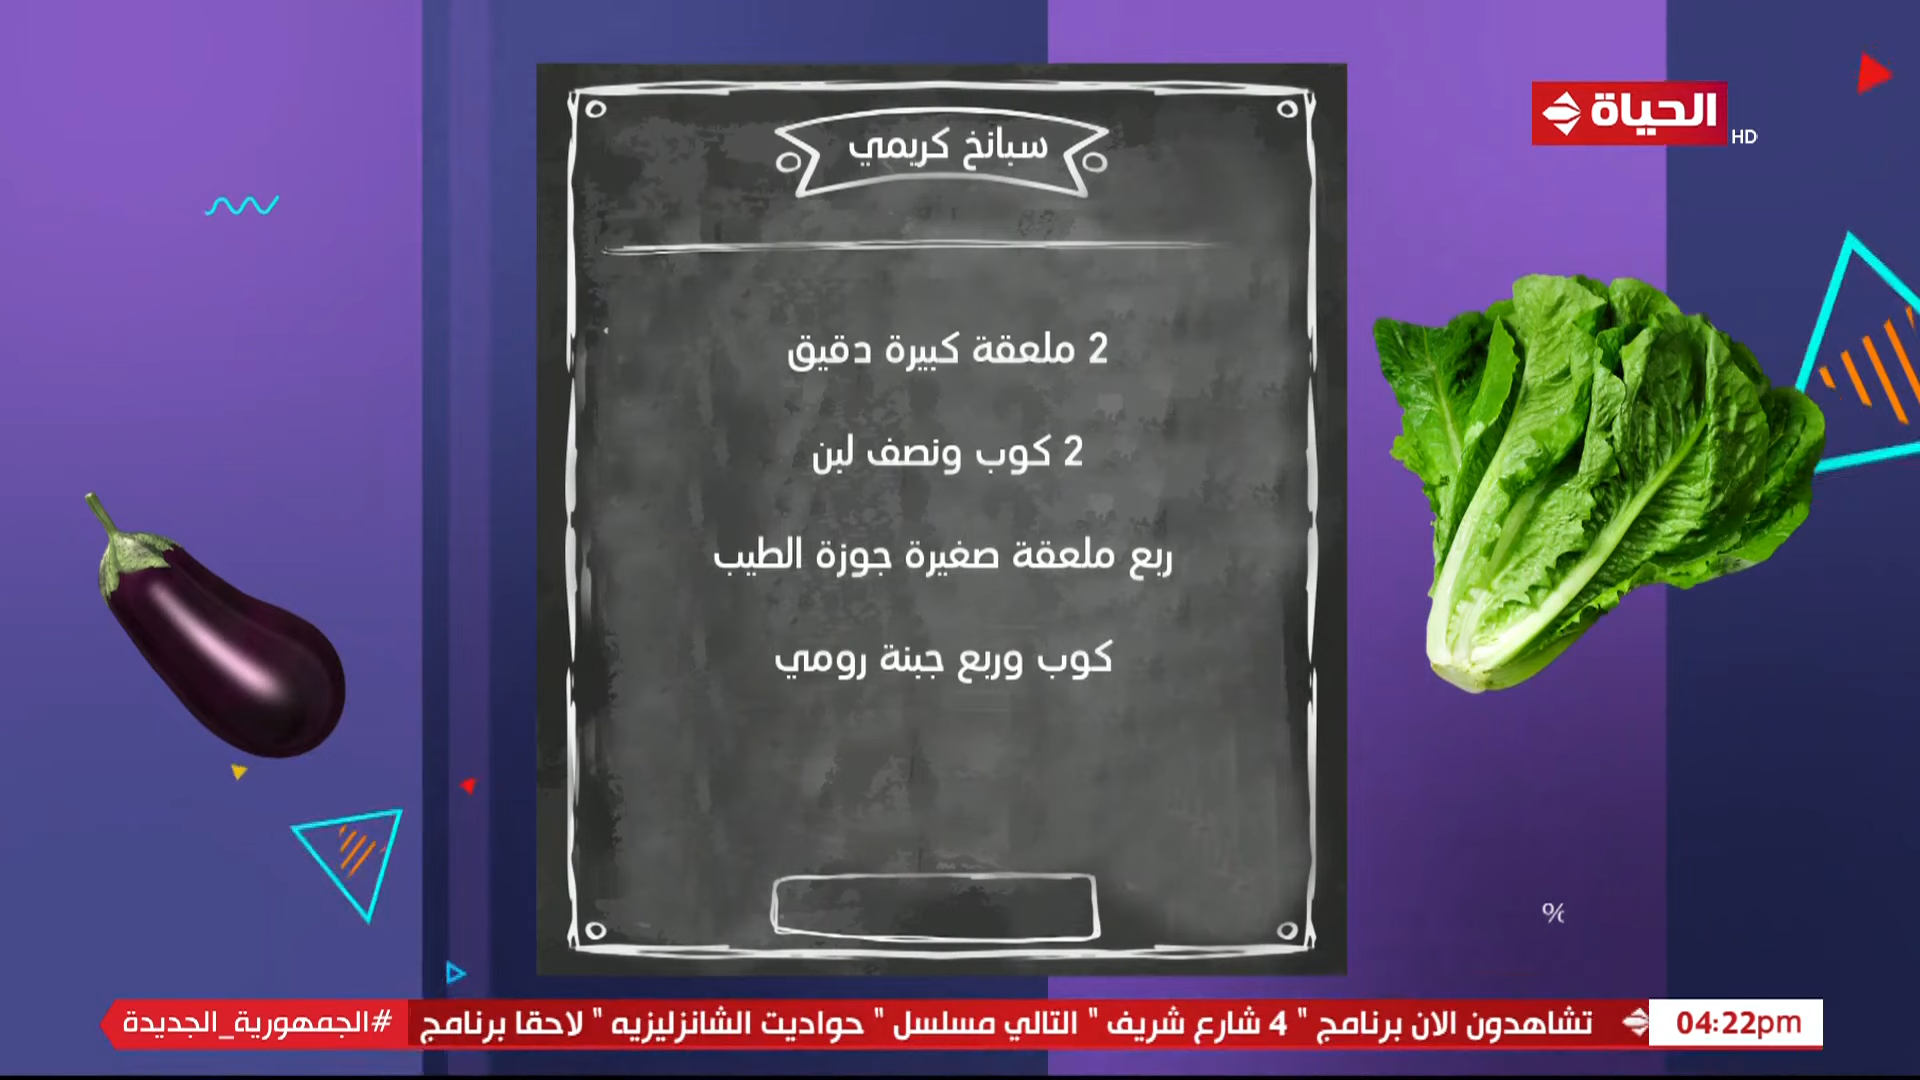 الحياة
HD
سبانخ كريمي
2 ملعقة كبيرة دقيق
2 كوب ونصف لبن
ربع ملعقة صغيرة جوزة الطيب
كوب وربع جبنة رومي
%
04:22pm
تشاهدون الان برنامج " 4 شارع شريف " التالي مسلسل " حواديت الشانزليزيه " لاحقا برنامج
#الجمهورية_الجديدة